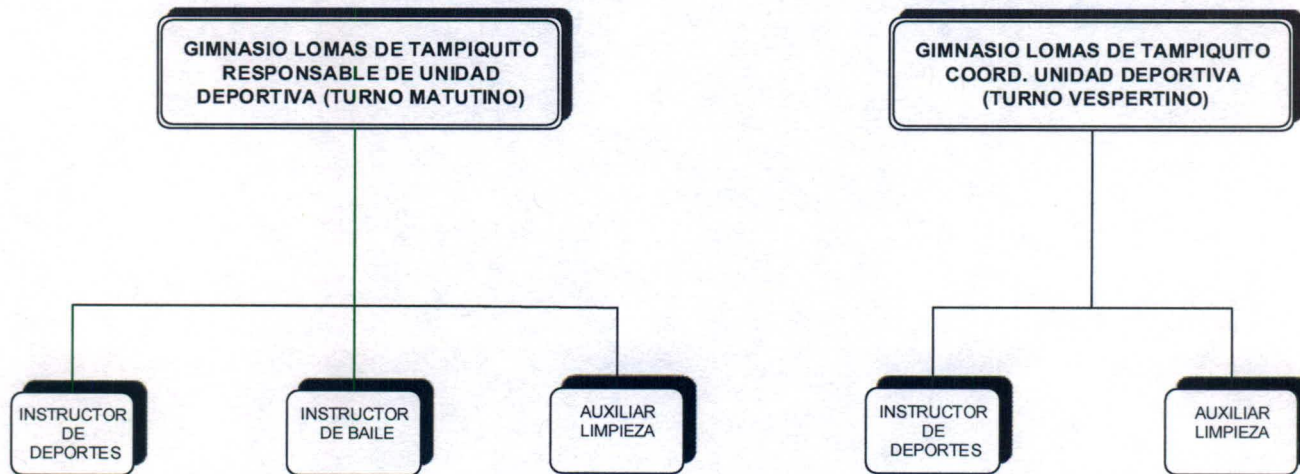 GIMNASIO LOMAS DE TAMPIQUITO
RESPONSABLE DE UNIDAD
DEPORTIVA (TURNO MATUTINO)
GIMNASIO LOMAS DE TAMPIQUITO
COORD. UNIDAD DEPORTIVA
(TURNO VESPERTINO)
INSTRUCTOR
DE
DEPORTES
INSTRUCTOR
DE BAILE
AUXILIAR
LIMPIEZA
INSTRUCTOR
DE
DEPORTES
AUXILIAR
LIMPIEZA